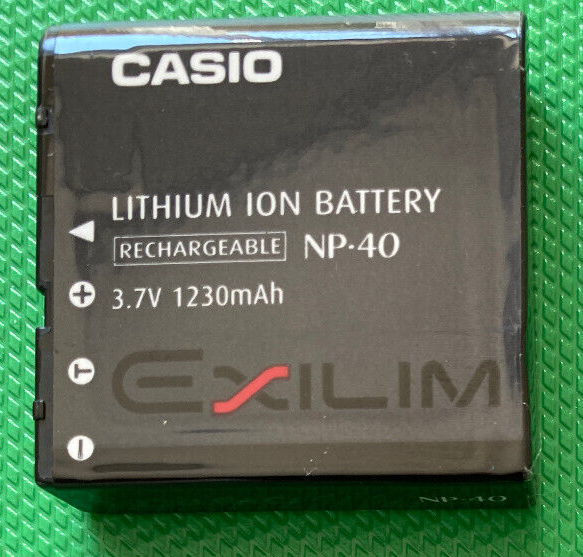 CASIO
LITHIUM ION BATTERY
RECHARGEABLE NP-40
3.7V 1230mAh
T
EXILIM
NP-40